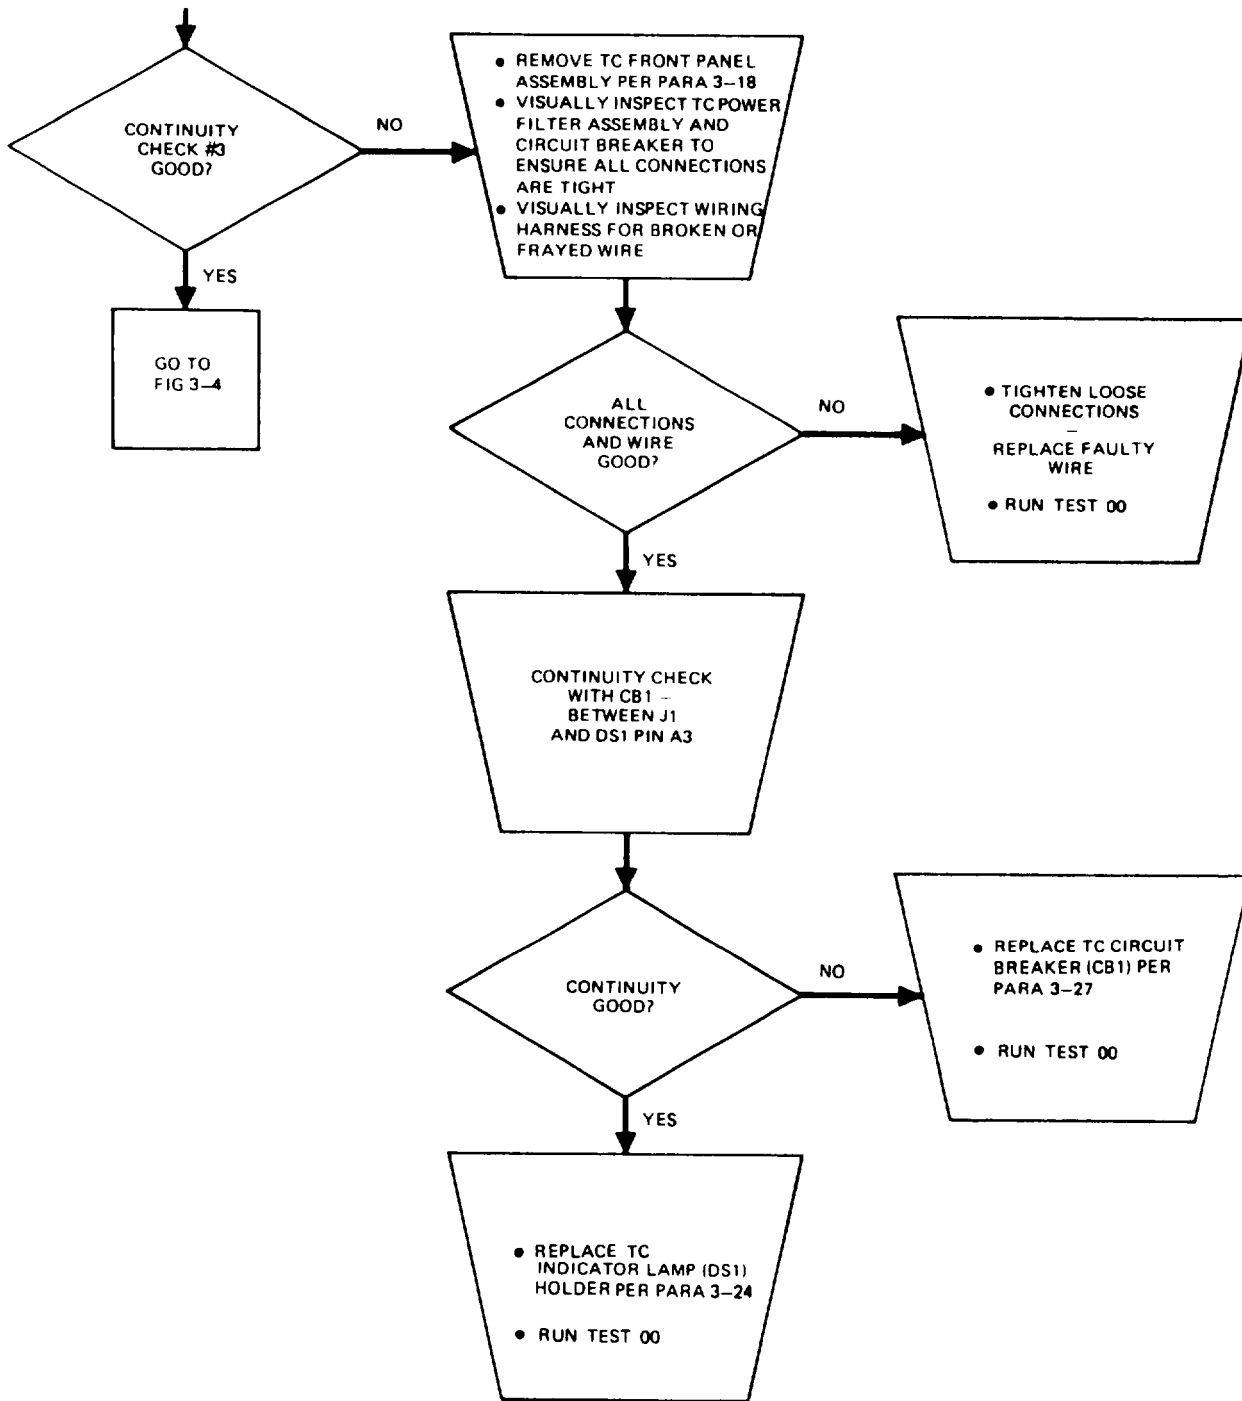 CONTINUITY
CHECK #3
GOOD?
NO
YES
GO TO
FIG 3–4
• REMOVE TC FRONT PANEL
ASSEMBLY PER PARA 3–18
• VISUALLY INSPECT TC POWER
FILTER ASSEMBLY AND
CIRCUIT BREAKER TO
ENSURE ALL CONNECTIONS
ARE TIGHT
• VISUALLY INSPECT WIRING
HARNESS FOR BROKEN OR
FRAYED WIRE
ALL
CONNECTIONS
AND WIRE
GOOD?
NO
YES
• TIGHTEN LOOSE
CONNECTIONS
–
REPLACE FAULTY
WIRE
• RUN TEST 00
CONTINUITY CHECK
WITH CB1 –
BETWEEN J1
AND DS1 PIN A3
CONTINUITY
GOOD?
NO
YES
• REPLACE TC CIRCUIT
BREAKER (CB1) PER
PARA 3–27
• RUN TEST 00
• REPLACE TC
INDICATOR LAMP (DS1)
HOLDER PER PARA 3–24
• RUN TEST 00